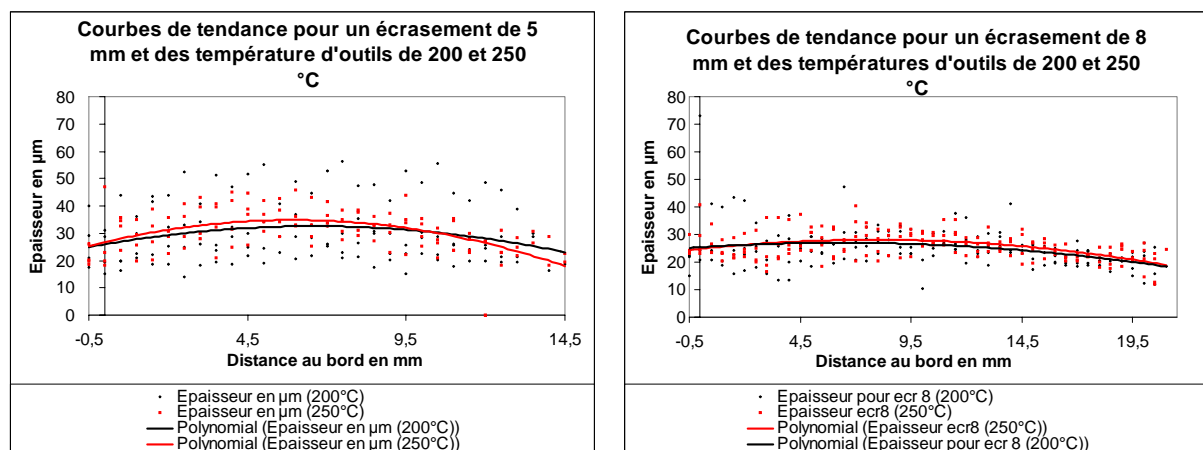 Courbes de tendance pour un écrasement de 5
mm et des température d'outils de 200 et 250
°C
80
70
60
50
40
30
20
10
0
Epaisseur en µm
-0,5
4,5
9,5
14,5
Distance au bord en mm
Epaisseur en µm (200°C)
Epaisseur en µm (250°C)
Polynomial (Epaisseur en µm (200°C))
Polynomial (Epaisseur en µm (250°C))
Courbes de tendance pour un écrasement de 8
mm et des températures d'outils de 200 et 250
°C
80
70
60
50
40
30
20
10
0
Epaisseur en µm
-0,5
4,5
9,5
14,5
19,5
Distance au bord en mm
Epaisseur pour ecr 8 (200°C)
Epaisseur ecr8 (250°C)
Polynomial (Epaisseur ecr8 (250°C))
Polynomial (Epaisseur pour ecr 8 (200°C))